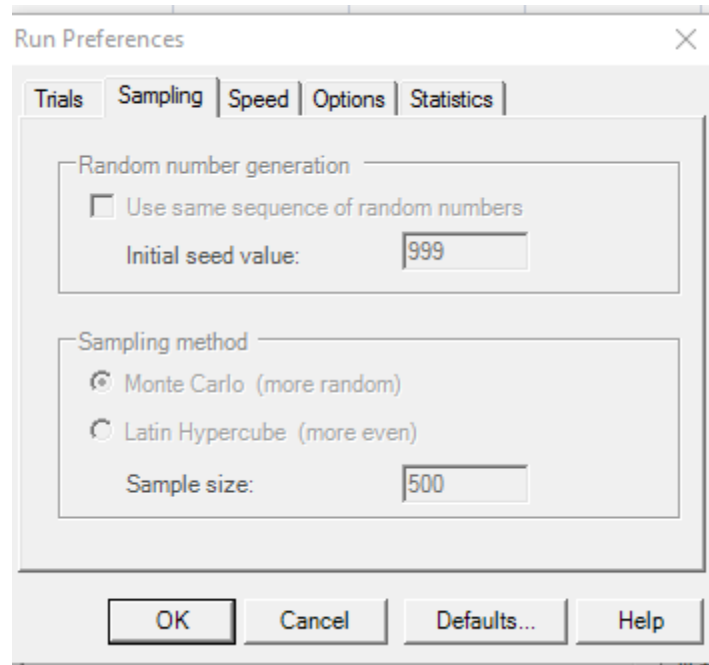 Run Preferences
Trials Sampling Speed Options Statistics
Random number generation
Use same sequence of random numbers
Initial seed value: 999
Sampling method
Monte Carlo (more random)
Latin Hypercube (more even)
Sample size: 500
OK Cancel Defaults... Help